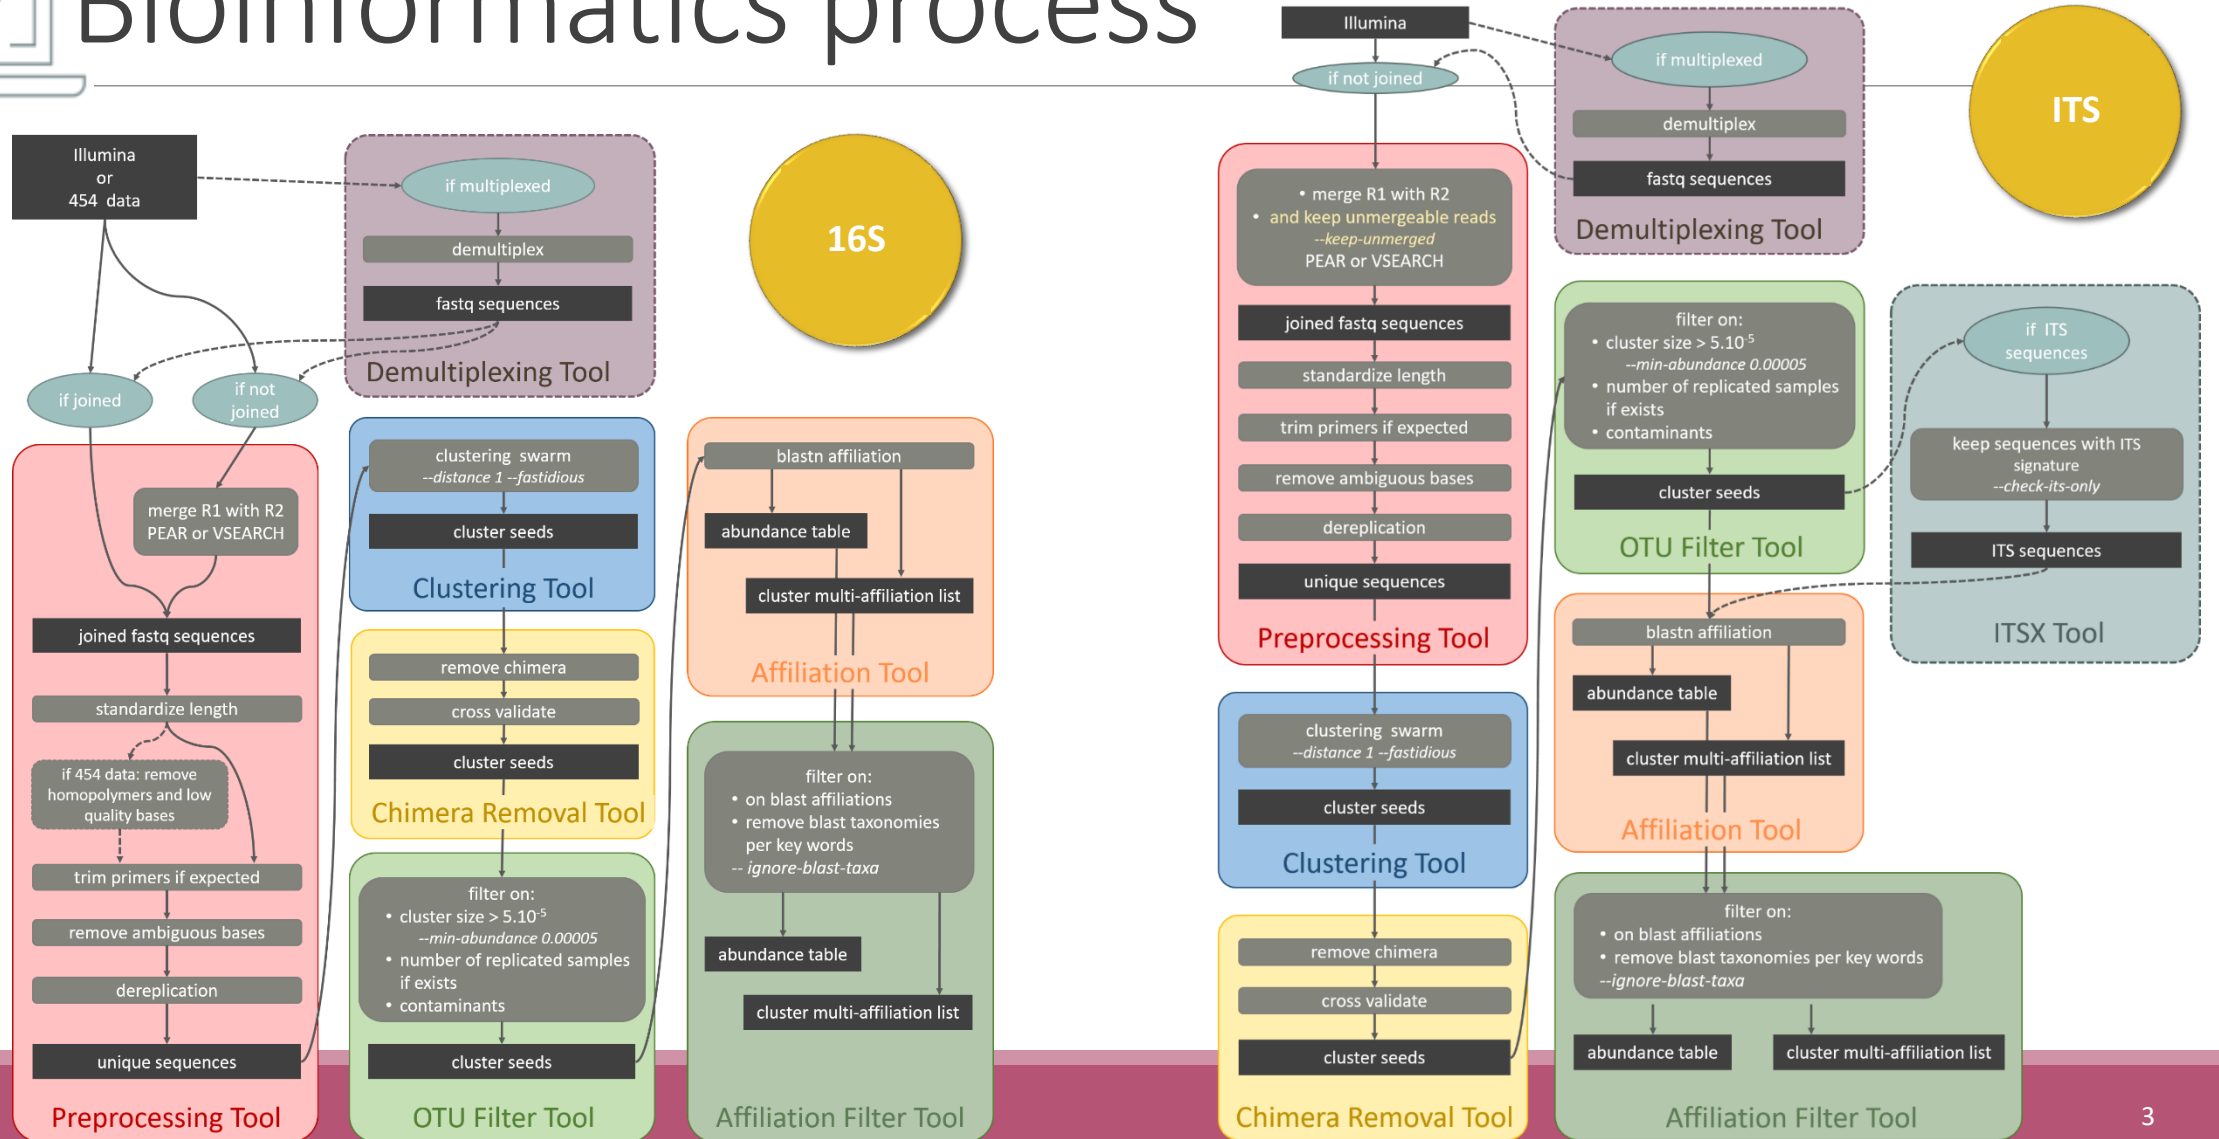 Bioinformatics process
Illumina
or
454 data
if multiplexed
demultiplex
fastq sequences
Demultiplexing Tool
16S
if joined
if not
joined
merge R1 with R2
PEAR or VSEARCH
joined fastq sequences
standardize length
if 454 data: remove
homopolymers and low
quality bases
trim primers if expected
remove ambiguous bases
dereplication
unique sequences
Preprocessing Tool
clustering swarm
--distance 1 --fastidious
cluster seeds
Clustering Tool
remove chimera
cross validate
cluster seeds
Chimera Removal Tool
filter on:
• cluster size > 5.10⁻⁵
--min-abundance 0.00005
• number of replicated samples
if exists
• contaminants
cluster seeds
OTU Filter Tool
blastn affiliation
abundance table
cluster multi-affiliation list
Affiliation Tool
filter on:
• on blast affiliations
• remove blast taxonomies
per key words
-- ignore-blast-taxa
abundance table
cluster multi-affiliation list
Affiliation Filter Tool
Illumina
if not joined
if multiplexed
demultiplex
fastq sequences
Demultiplexing Tool
ITS
• merge R1 with R2
• and keep unmergeable reads
--keep-unmerged
PEAR or VSEARCH
joined fastq sequences
standardize length
trim primers if expected
remove ambiguous bases
dereplication
unique sequences
Preprocessing Tool
clustering swarm
--distance 1 --fastidious
cluster seeds
Clustering Tool
remove chimera
cross validate
cluster seeds
Chimera Removal Tool
filter on:
• cluster size > 5.10⁻⁵
--min-abundance 0.00005
• number of replicated samples
if exists
• contaminants
cluster seeds
OTU Filter Tool
if ITS
sequences
keep sequences with ITS
signature
--check-its-only
ITS sequences
ITSX Tool
blastn affiliation
abundance table
cluster multi-affiliation list
Affiliation Tool
filter on:
• on blast affiliations
• remove blast taxonomies per key words
--ignore-blast-taxa
abundance table
cluster multi-affiliation list
Affiliation Filter Tool
3